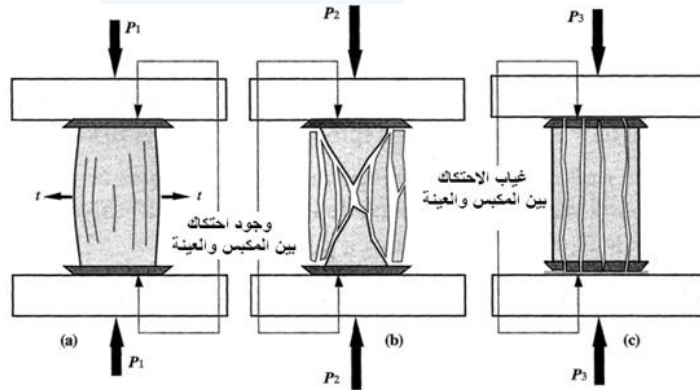 P1
P2
P3
t
t
وجود احتكاك
بين المكبس والعينة
غياب الاحتكاك
بين المكبس والعينة
(a)
(b)
(c)
P1
P2
P3